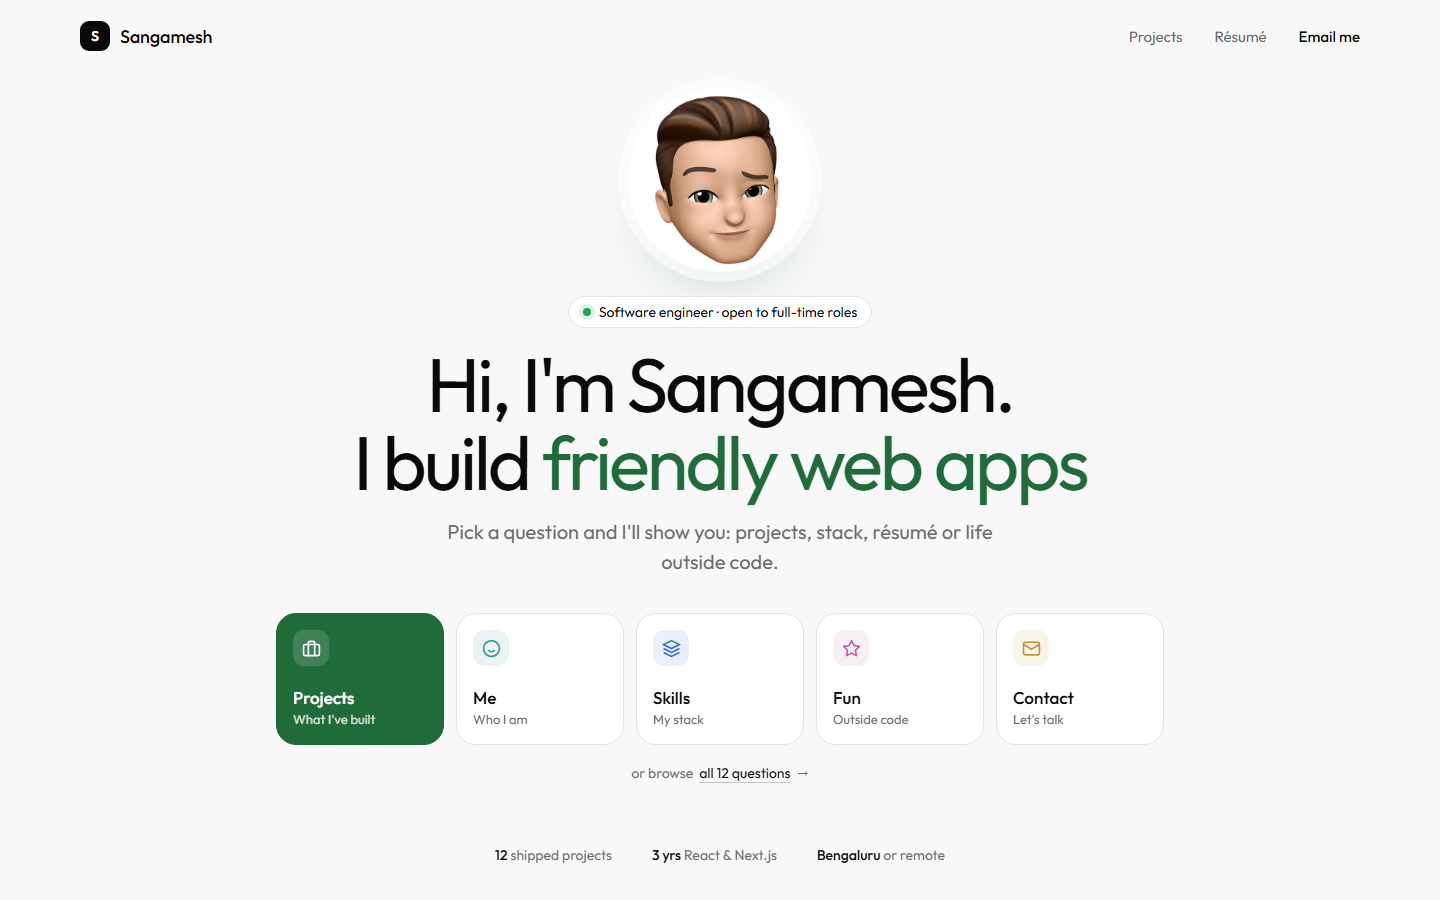 S
Sangamesh
Projects
Résumé
Email me
Software engineer · open to full-time roles
Hi, I'm Sangamesh.
I build friendly web apps
Pick a question and I'll show you: projects, stack, résumé or life
outside code.
Projects
What I've built
Me
Who I am
Skills
My stack
Fun
Outside code
Contact
Let's talk
or browse all 12 questions →
12 shipped projects
3 yrs React & Next.js
Bengaluru or remote